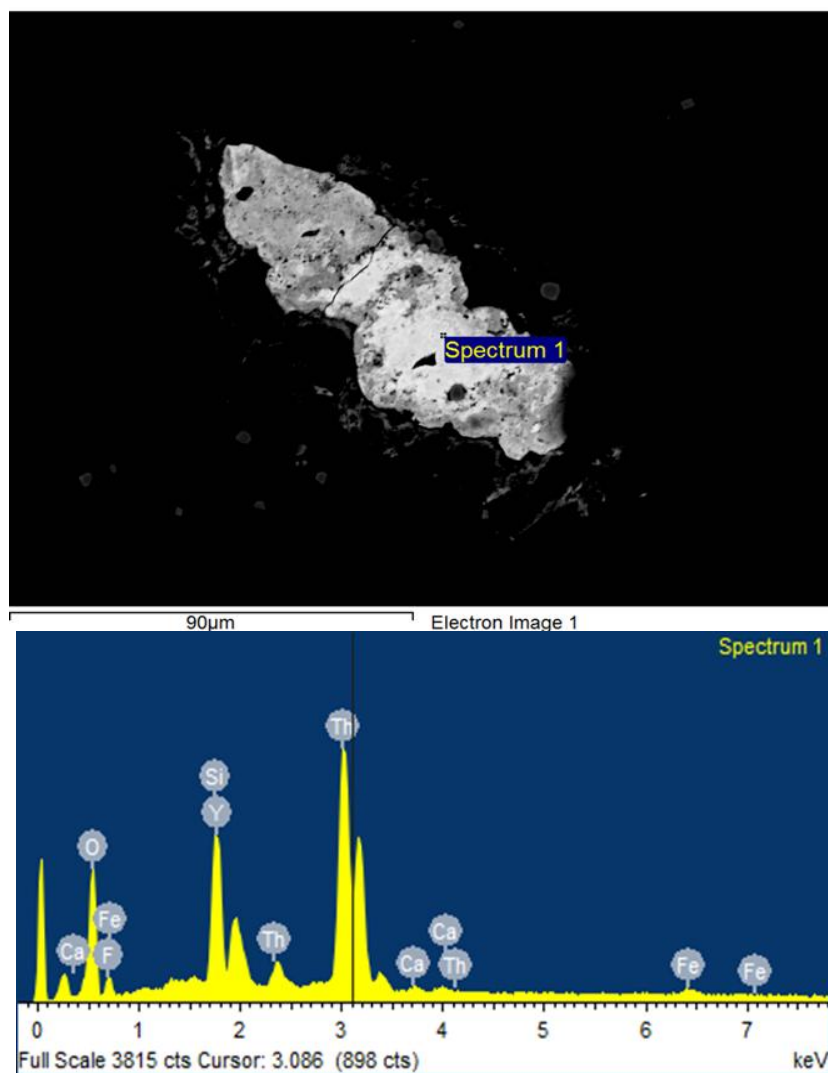 Spectrum 1
90μm Electron Image 1
Spectrum 1
Th
Si
Y
O
Fe
Ca
Ca F Th Ca Th Fe Fe
0 1 2 3 4 5 6 7
Full Scale 3815 cts Cursor: 3.086 (898 cts) keV